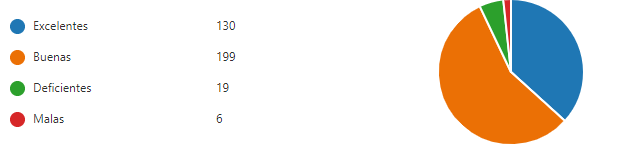 Excelentes 130
Buenas 199
Deficientes 19
Malas 6